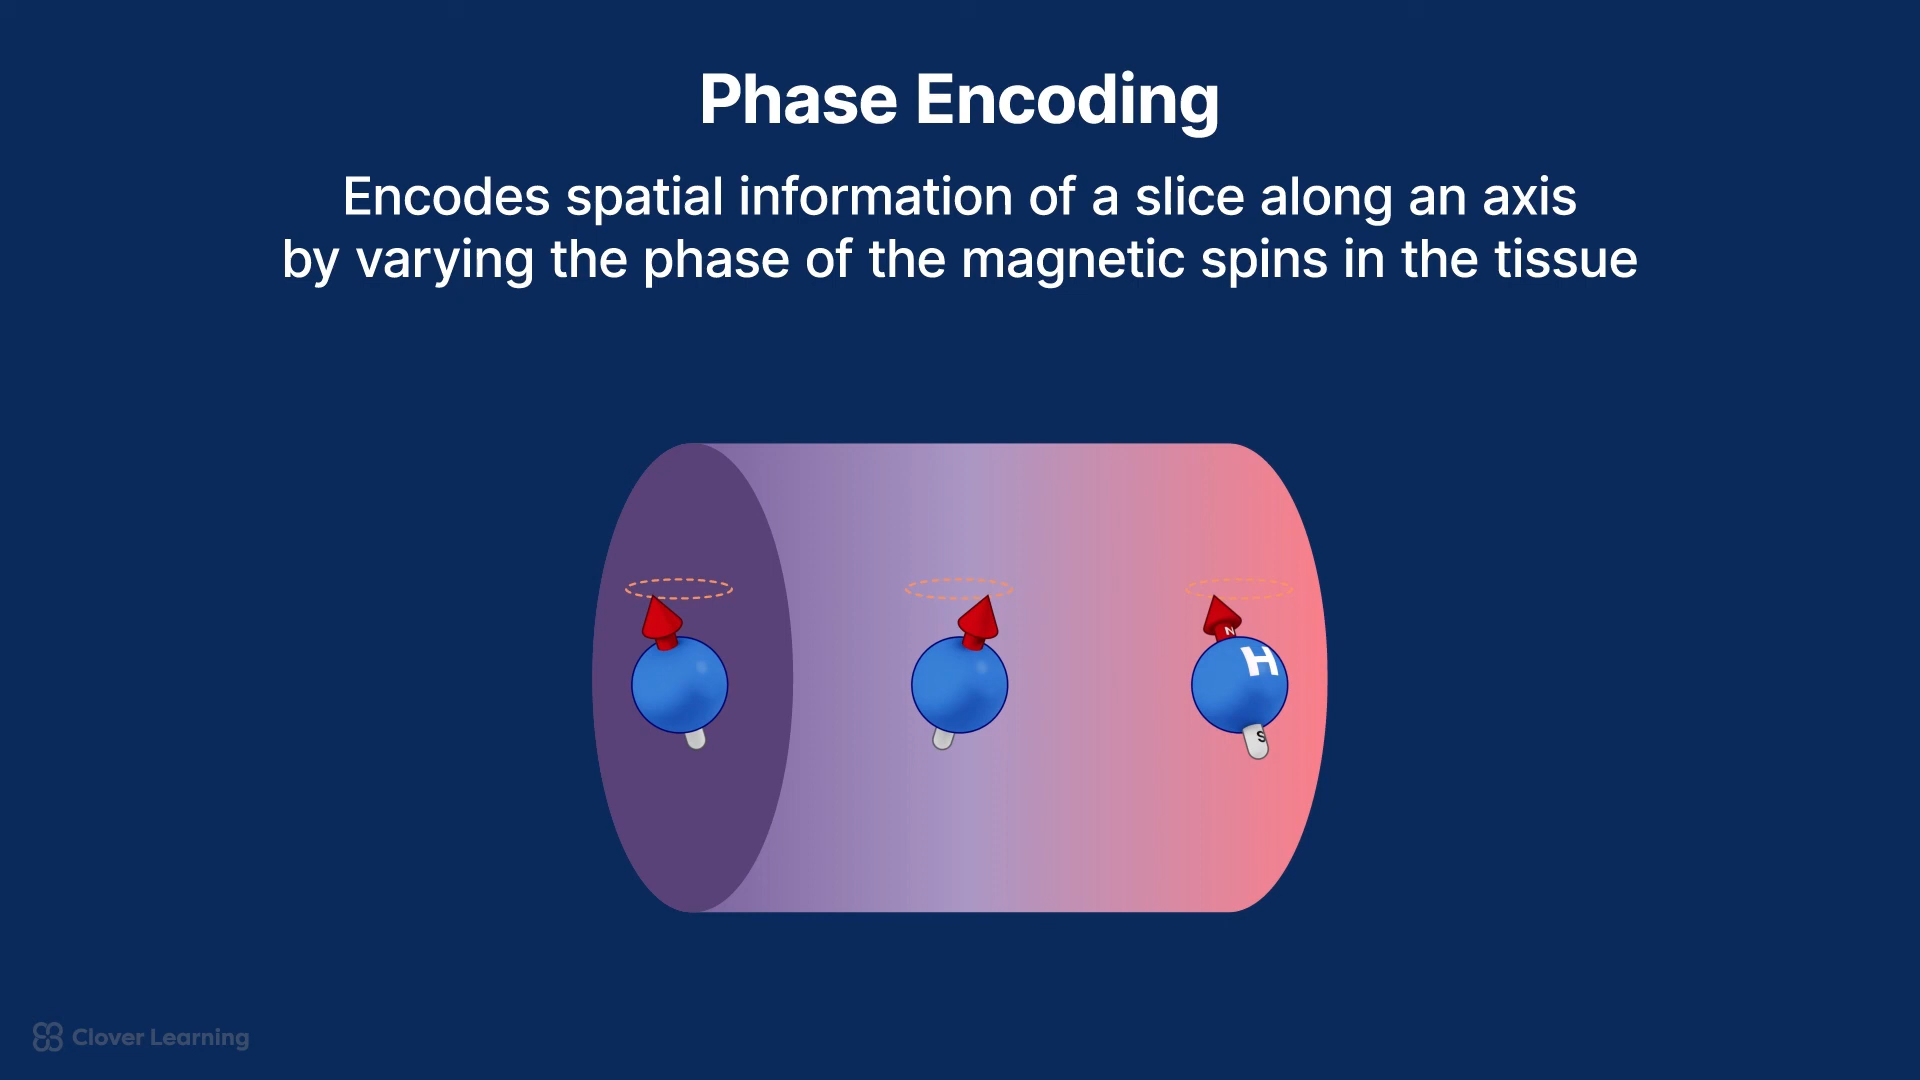 Phase Encoding
Encodes spatial information of a slice along an axis
by varying the phase of the magnetic spins in the tissue
N
H
S
Clover Learning